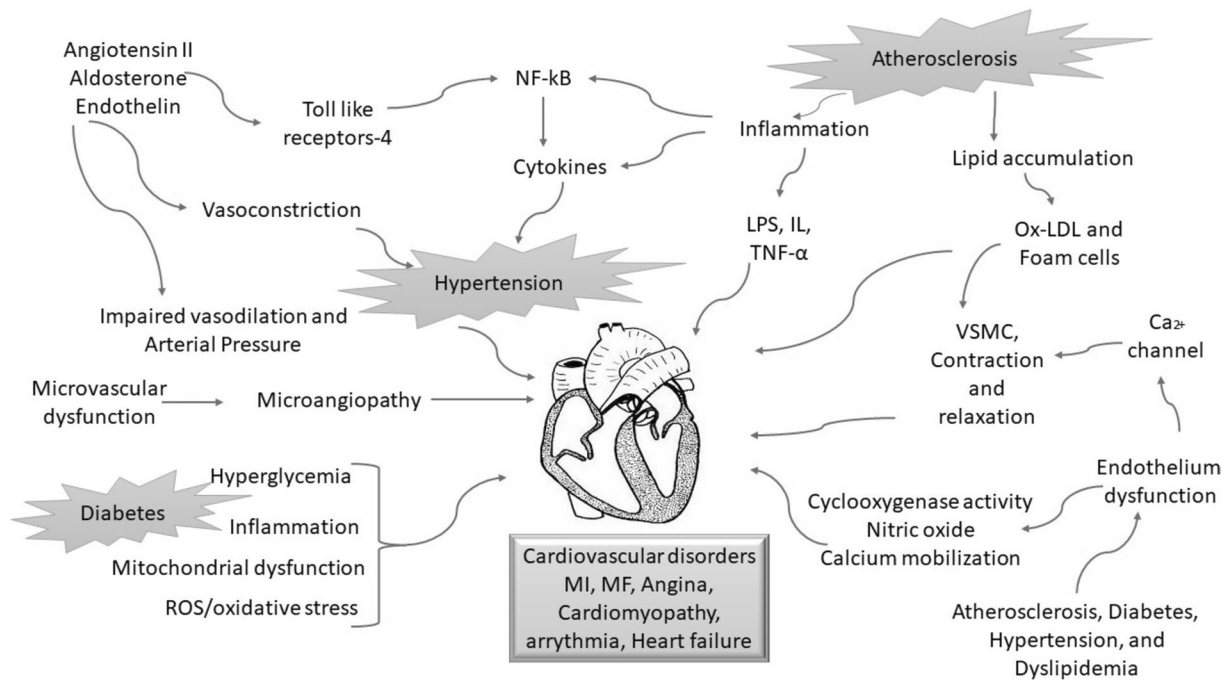 Angiotensin II
Aldosterone
Endothelin
Toll like
receptors-4
NF-kB
Cytokines
Atherosclerosis
Inflammation
Lipid accumulation
Vasoconstriction
LPS, IL,
TNF-α
Ox-LDL and
Foam cells
Hypertension
Impaired vasodilation and
Arterial Pressure
VSMC,
Contraction
and
relaxation
Ca2+
channel
Microvascular
dysfunction
Microangiopathy
Diabetes
Hyperglycemia
Inflammation
Mitochondrial dysfunction
ROS/oxidative stress
Endothelium
dysfunction
Cyclooxygenase activity
Nitric oxide
Calcium mobilization
Cardiovascular disorders
MI, MF, Angina,
Cardiomyopathy,
arrythmia, Heart failure
Atherosclerosis, Diabetes,
Hypertension, and
Dyslipidemia